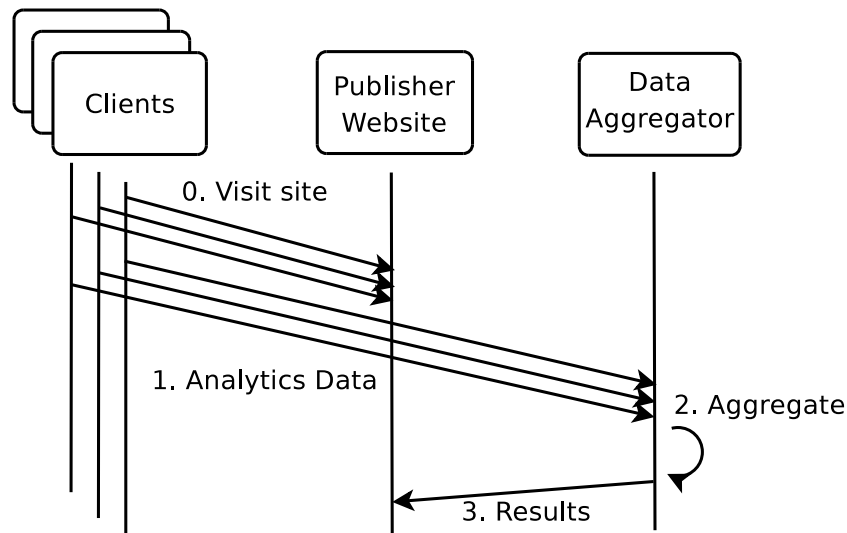 Clients
Publisher
Website
Data
Aggregator
0. Visit site
1. Analytics Data
2. Aggregate
3. Results